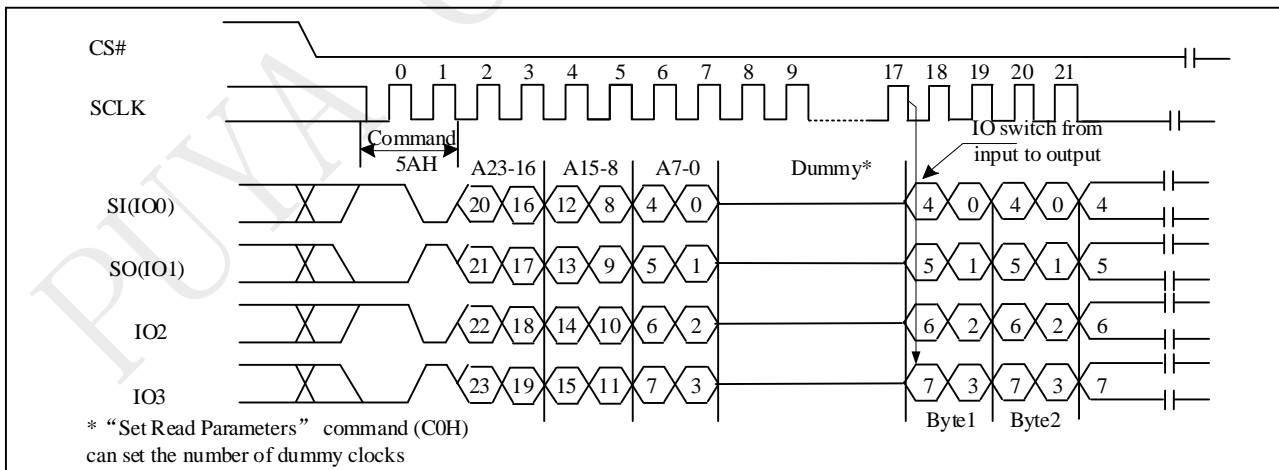 PUYA
CS#
0 1 2 3 4 5 6 7 8 9 17 18 19 20 21
SCLK
Command
5AH
IO switch from
input to output
A23-16 A15-8 A7-0 Dummy*
SI(IO0) 20 16 12 8 4 0 4 0 4 0 4
SO(IO1) 21 17 13 9 5 1 5 1 5 1 5
IO2 22 18 14 10 6 2 6 2 6 2 6
IO3 23 19 15 11 7 3 7 3 7 3 7
Byte1 Byte2
* “Set Read Parameters” command (C0H)
can set the number of dummy clocks